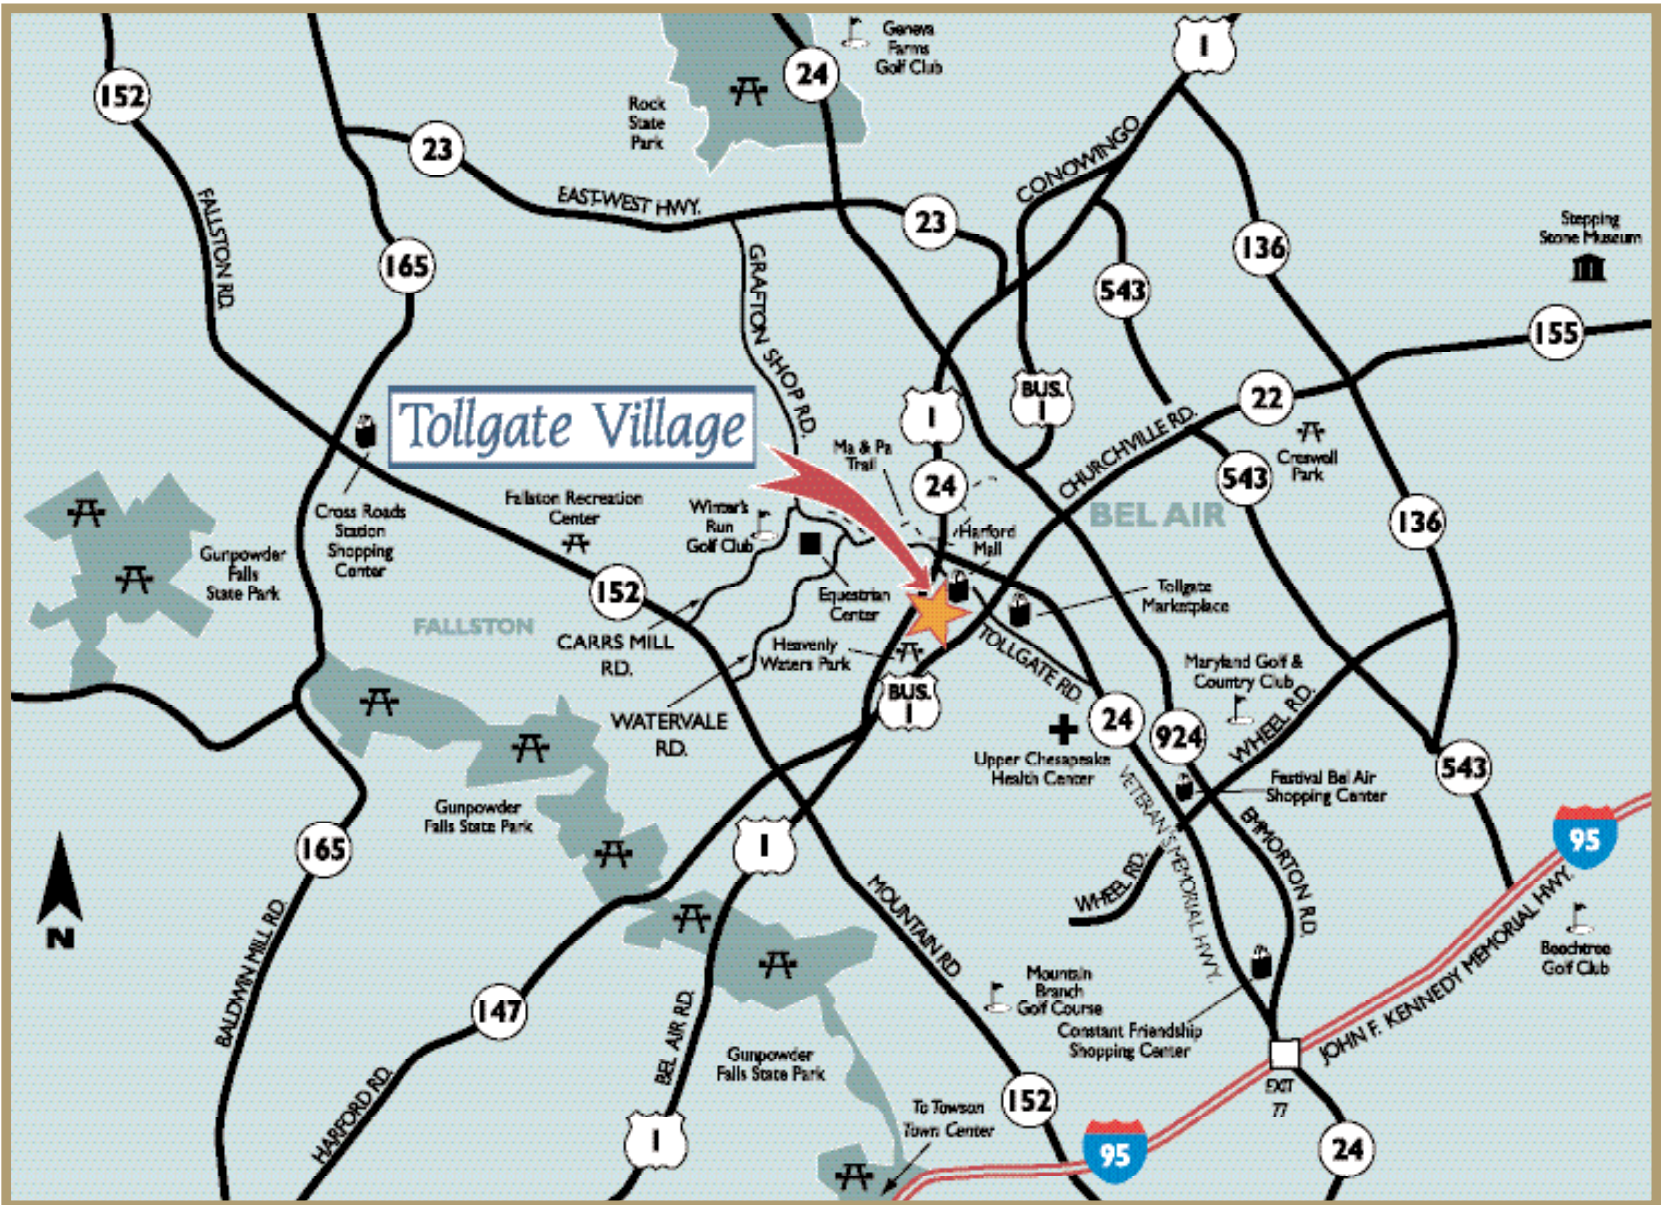 1
Geneva
Farms
Golf Club
24
152
Rock
State
Park
23
CONOWINGO
FALLSTON RD.
EAST-WEST HWY.
23
136
Stepping
Stone Museum
165
GRAFTON SHOP RD.
543
155
Tollgate Village
1
BUS.
1
22
CHURCHVILLE RD.
Ma & Pa
Trail
Creswell
Park
24
543
BEL AIR
136
Cross Roads
Station
Shopping
Center
Fallston Recreation
Center
Winter's
Run
Golf Club
Harford
Mall
Gunpowder
Falls
State Park
152
Equestrian
Center
Tollgate
Marketplace
FALLSTON
CARRS MILL
RD.
Heavenly
Waters Park
TOLLGATE RD.
Maryland Golf &
Country Club
WATERVALE
RD.
BUS.
1
24
924
WHEEL RD.
Upper Chesapeake
Health Center
543
Festival Bel Air
Shopping Center
Gunpowder
Falls State Park
VETERAN'S MEMORIAL HWY.
EMMORTON RD.
165
1
95
WHEEL RD.
MOUNTAIN RD.
N
BALDWIN MILL RD.
JOHN F. KENNEDY MEMORIAL HWY.
Beechtree
Golf Club
147
Mountain
Branch
Golf Course
BEL AIR RD.
Constant Friendship
Shopping Center
Gunpowder
Falls State Park
HARFORD RD.
EXIT
77
152
To Towson
Town Center
1
95
24